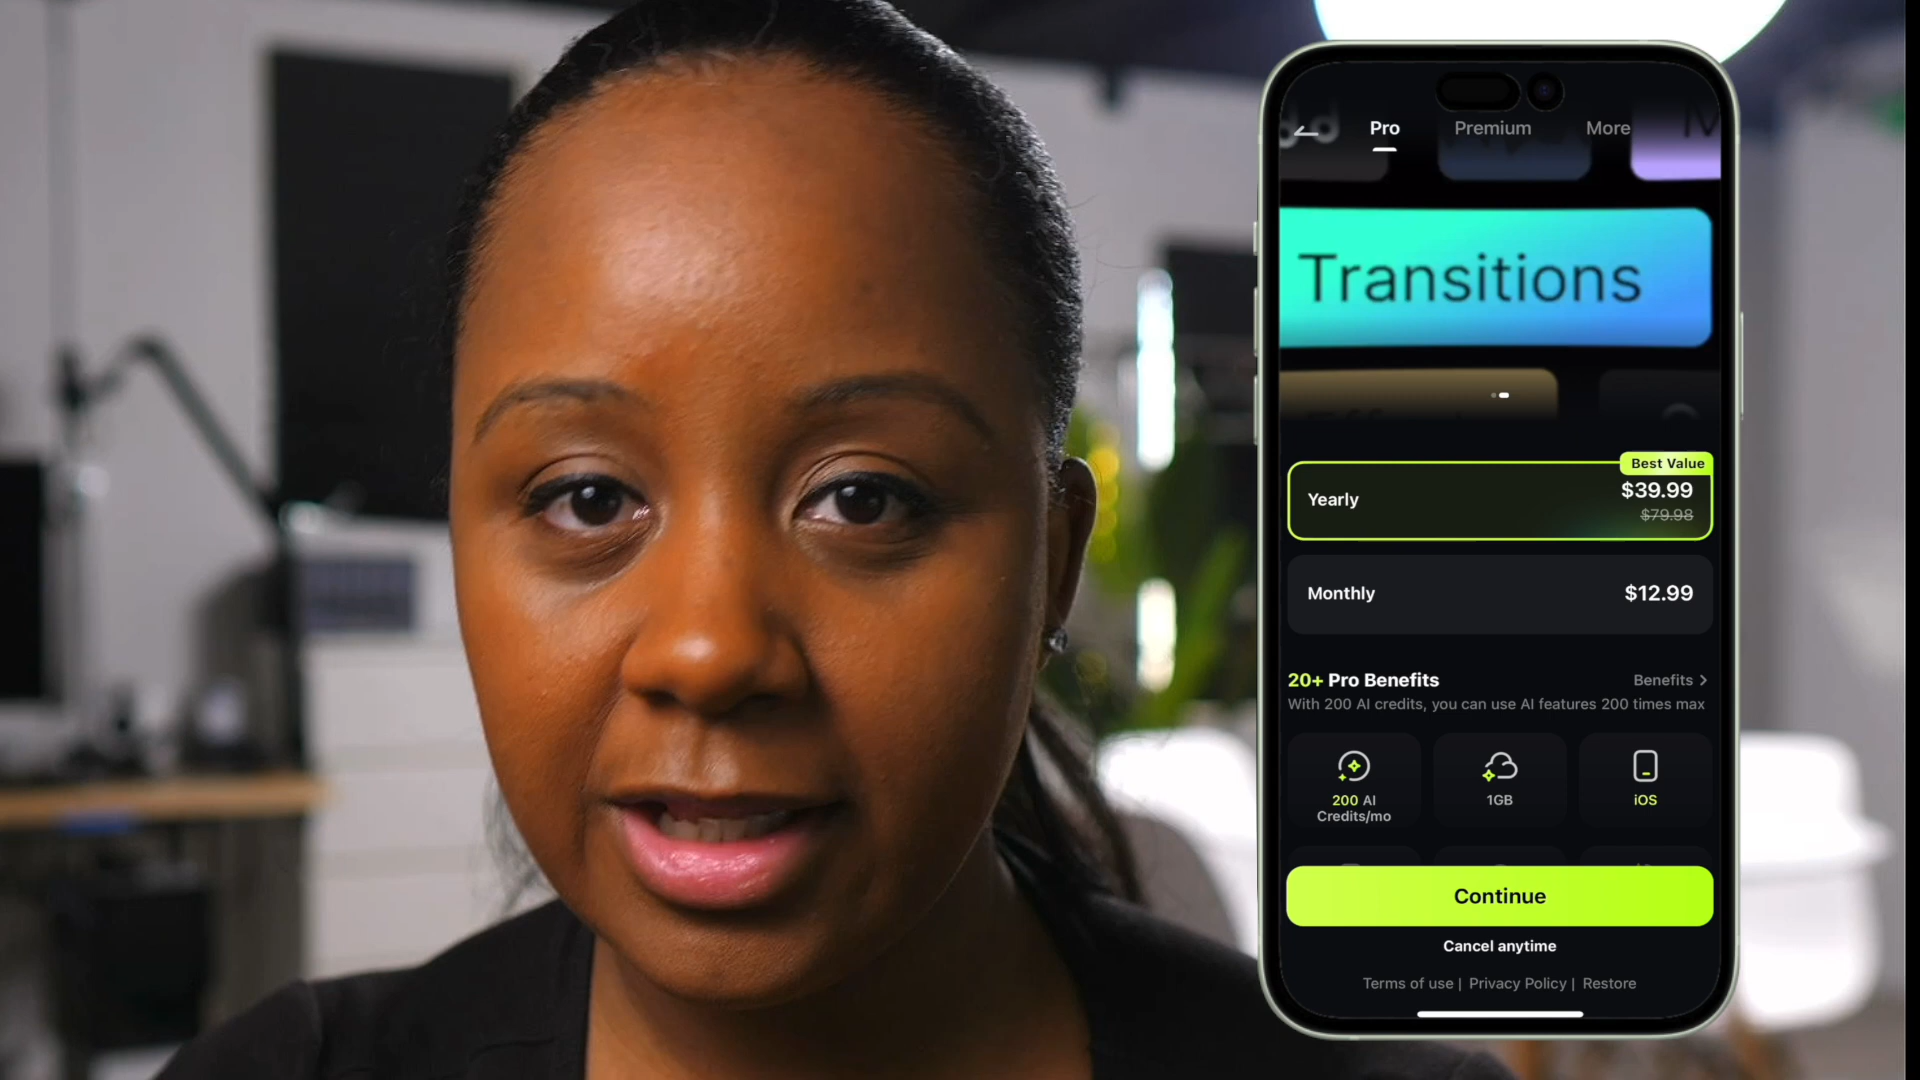 Pro Premium More
Transitions
Best Value
Yearly $39.99
$79.98
Monthly $12.99
20+ Pro Benefits Benefits >
With 200 AI credits, you can use AI features 200 times max
200 AI
Credits/mo
1GB
iOS
Continue
Cancel anytime
Terms of use | Privacy Policy | Restore